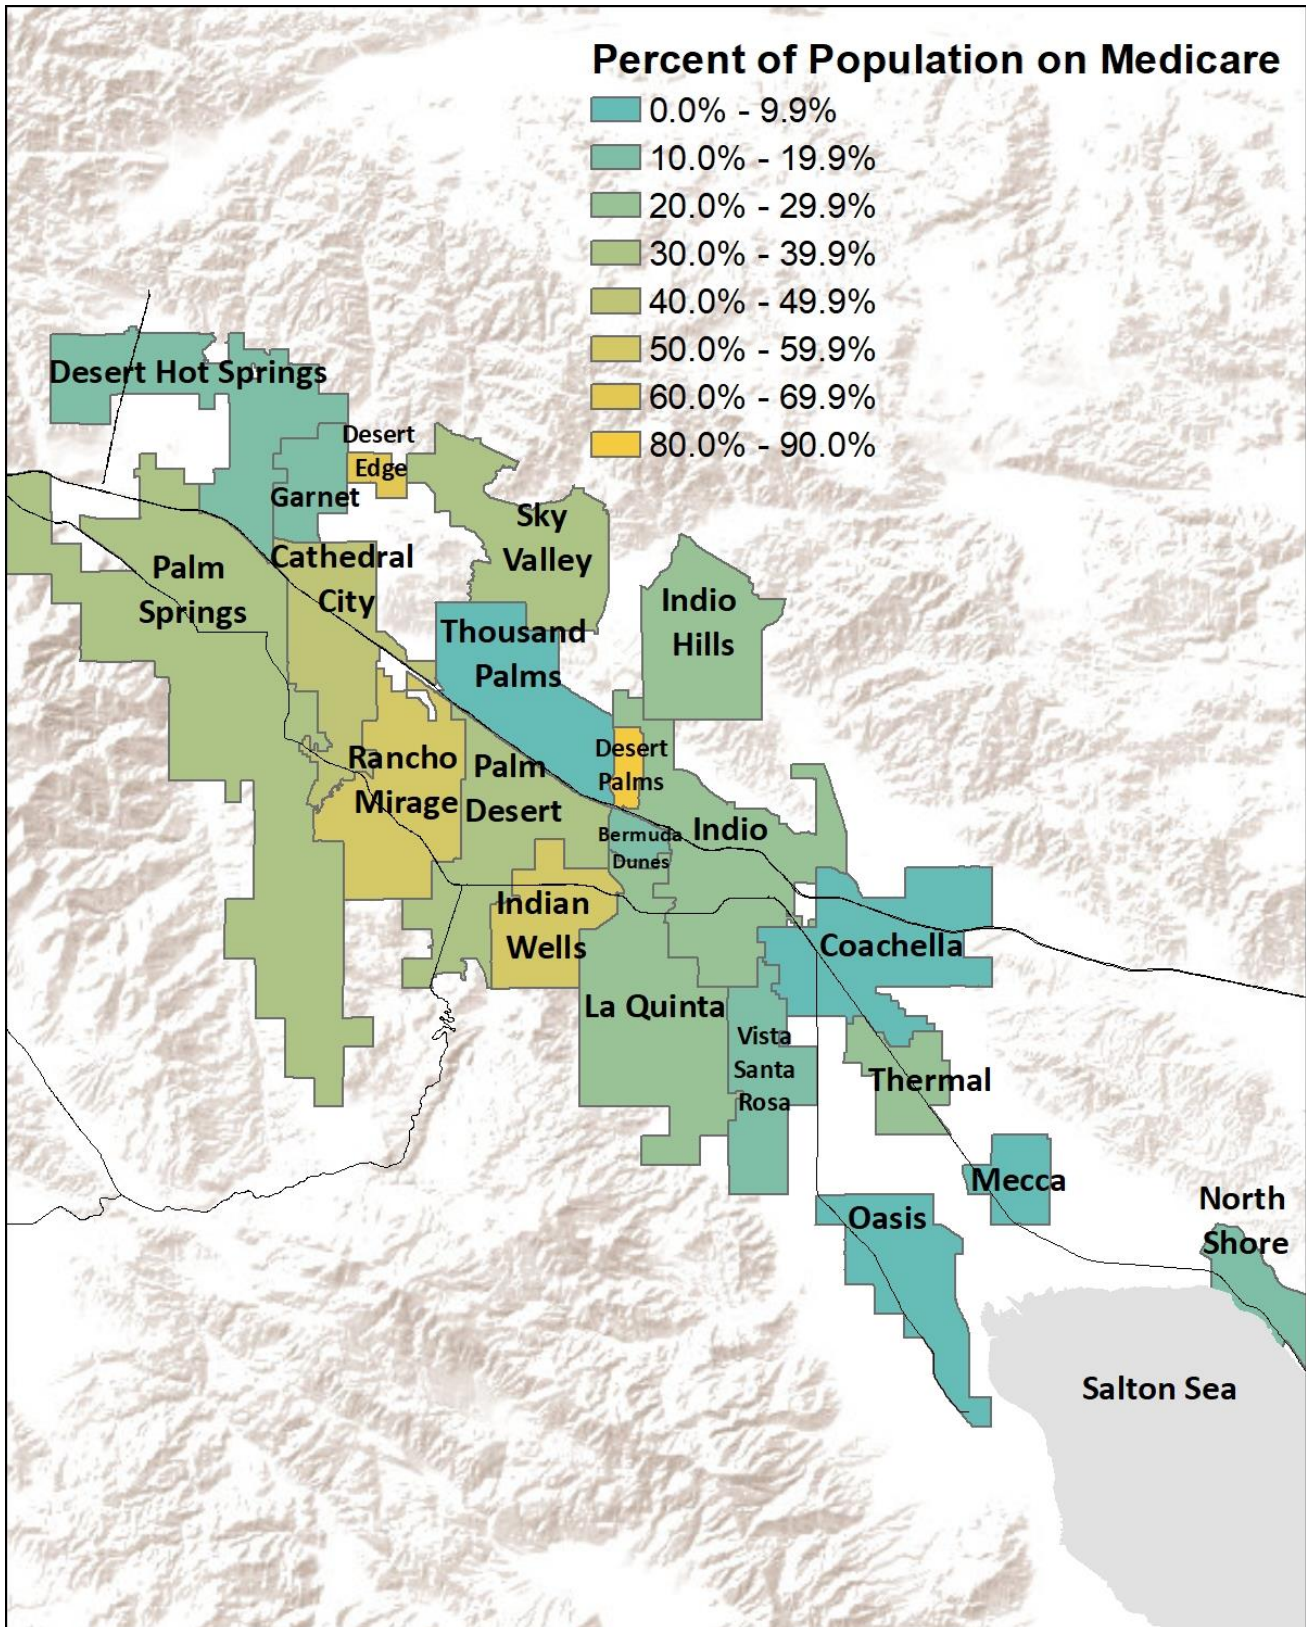 Percent of Population on Medicare
0.0% - 9.9%
10.0% - 19.9%
20.0% - 29.9%
30.0% - 39.9%
40.0% - 49.9%
50.0% - 59.9%
60.0% - 69.9%
80.0% - 90.0%
Desert Hot Springs
Desert
Edge
Garnet
Sky
Valley
Cathedral
City
Palm
Springs
Indio
Hills
Thousand
Palms
Rancho
Mirage
Palm
Desert
Desert
Palms
Bermuda
Dunes
Indio
Indian
Wells
Coachella
La Quinta
Vista
Santa
Rosa
Thermal
Mecca
Oasis
North
Shore
Salton Sea